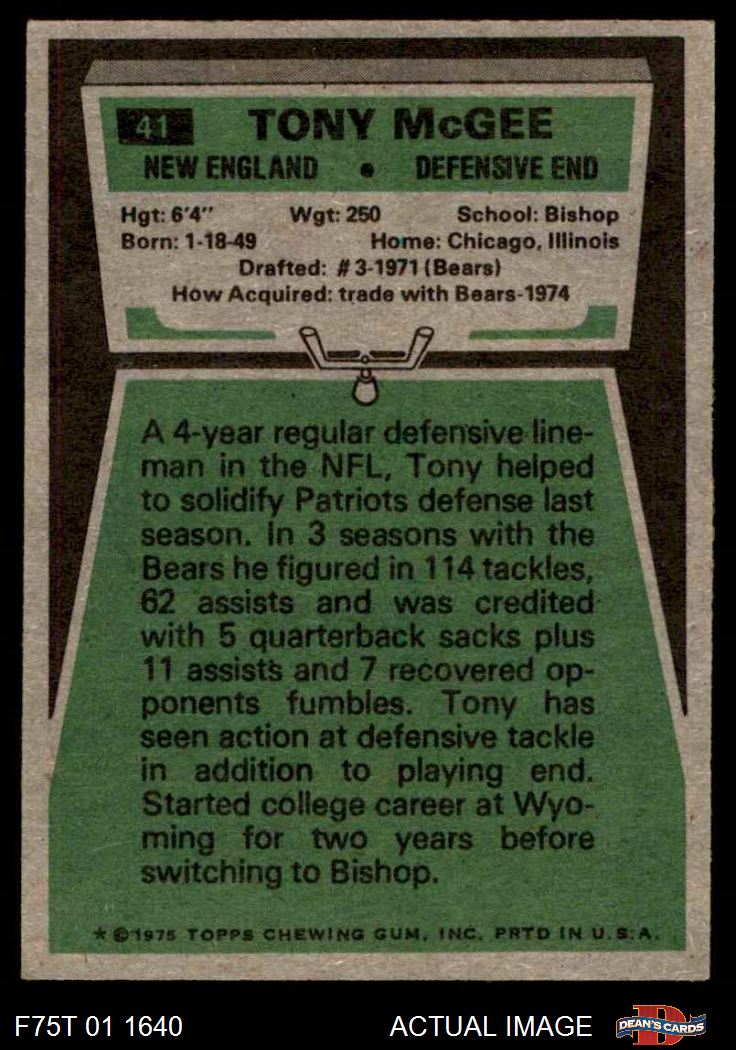 41 TONY McGEE
NEW ENGLAND • DEFENSIVE END
Hgt: 6'4" Wgt: 250 School: Bishop
Born: 1-18-49 Home: Chicago, Illinois
Drafted: #3-1971 (Bears)
How Acquired: trade with Bears-1974
A 4-year regular defensive line-
man in the NFL, Tony helped
to solidify Patriots defense last
season. In 3 seasons with the
Bears he figured in 114 tackles,
62 assists and was credited
with 5 quarterback sacks plus
11 assists and 7 recovered op-
ponents fumbles. Tony has
seen action at defensive tackle
in addition to playing end.
Started college career at Wyo-
ming for two years before
switching to Bishop.
* ©1975 TOPPS CHEWING GUM, INC. PRTD IN U.S.A.
F75T 01 1640 ACTUAL IMAGE D DEAN'S CARDS